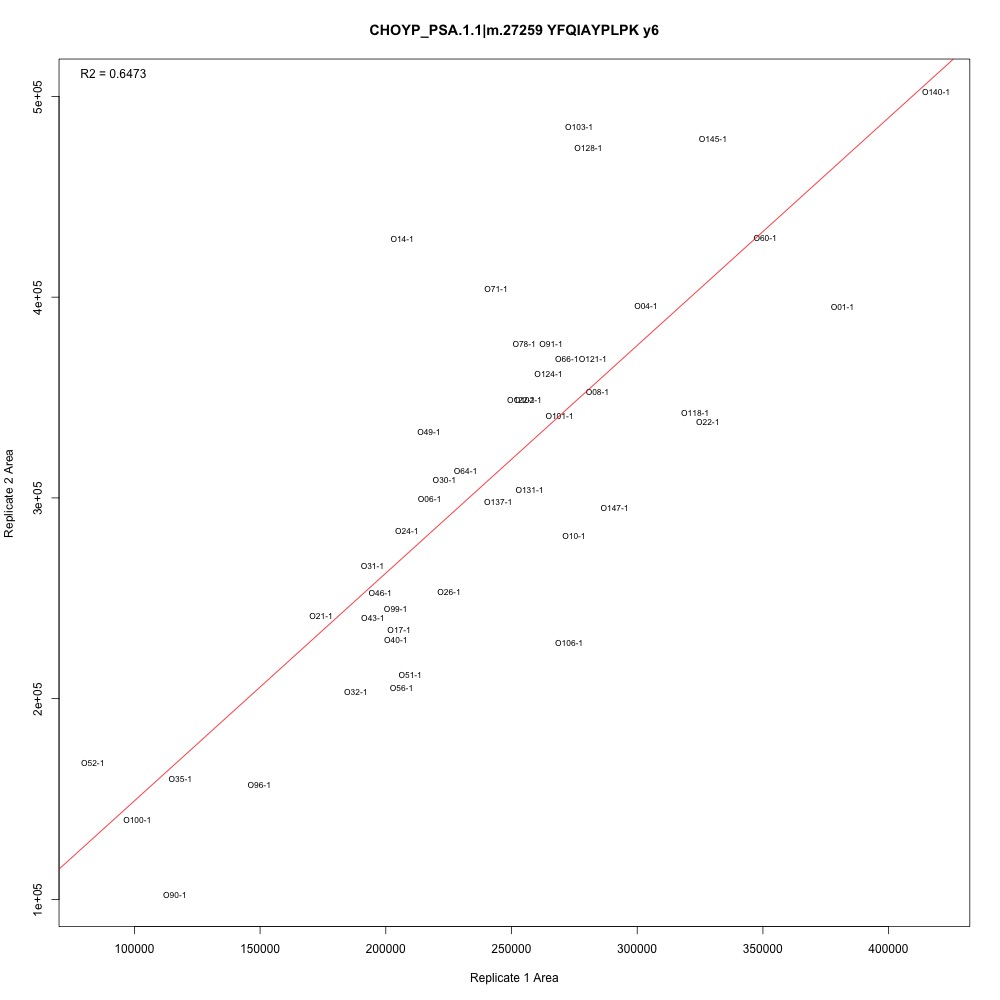 CHOYP_PSA.1.1|m.27259 YFQIAYPLPK y6
R2 = 0.6473
5e+05
O140-1
O103-1
O145-1
O128-1
O14-1
O60-1
O71-1
4e+05
O04-1
O01-1
O78-1 O91-1
O66-1 O121-1
O124-1
O08-1
O101-1
O118-1
O22-1
O49-1
O64-1
O30-1
O131-1
3e+05
O06-1
O137-1
O147-1
O24-1
O10-1
O31-1
O46-1
O26-1
O99-1
O21-1
O43-1
O17-1
O40-1
O106-1
O51-1
O56-1
O32-1
2e+05
O52-1
O35-1
O96-1
O100-1
O90-1
1e+05
Replicate 2 Area
100000 150000 200000 250000 300000 350000 400000
Replicate 1 Area